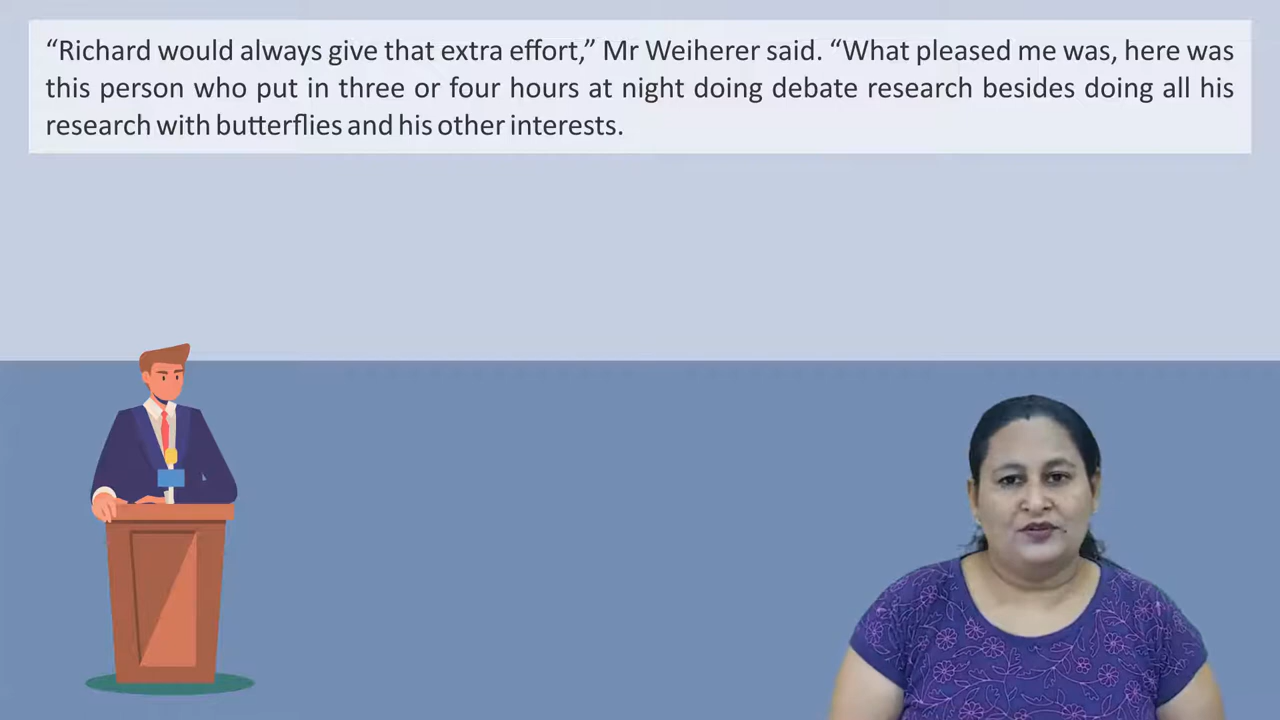 “Richard would always give that extra effort,” Mr Weiherer said. “What pleased me was, here was
this person who put in three or four hours at night doing debate research besides doing all his
research with butterflies and his other interests.